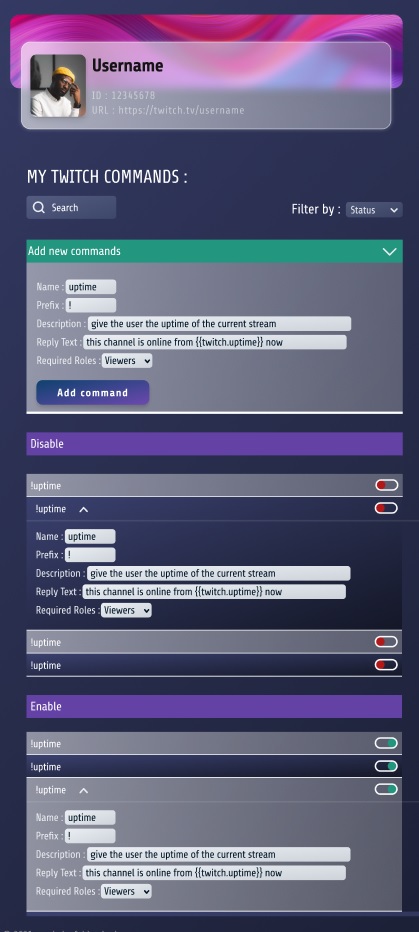 Username
ID : 12345678
URL : https://twitch.tv/username
MY TWITCH COMMANDS :
Search
Filter by : Status
Add new commands
Name : uptime
Prefix : !
Description : give the user the uptime of the current stream
Reply Text : this channel is online from {{twitch.uptime}} now
Required Roles : Viewers
Add command
Disable
!uptime
!uptime
Name : uptime
Prefix : !
Description : give the user the uptime of the current stream
Reply Text : this channel is online from {{twitch.uptime}} now
Required Roles : Viewers
!uptime
!uptime
Enable
!uptime
!uptime
!uptime
Name : uptime
Prefix : !
Description : give the user the uptime of the current stream
Reply Text : this channel is online from {{twitch.uptime}} now
Required Roles : Viewers